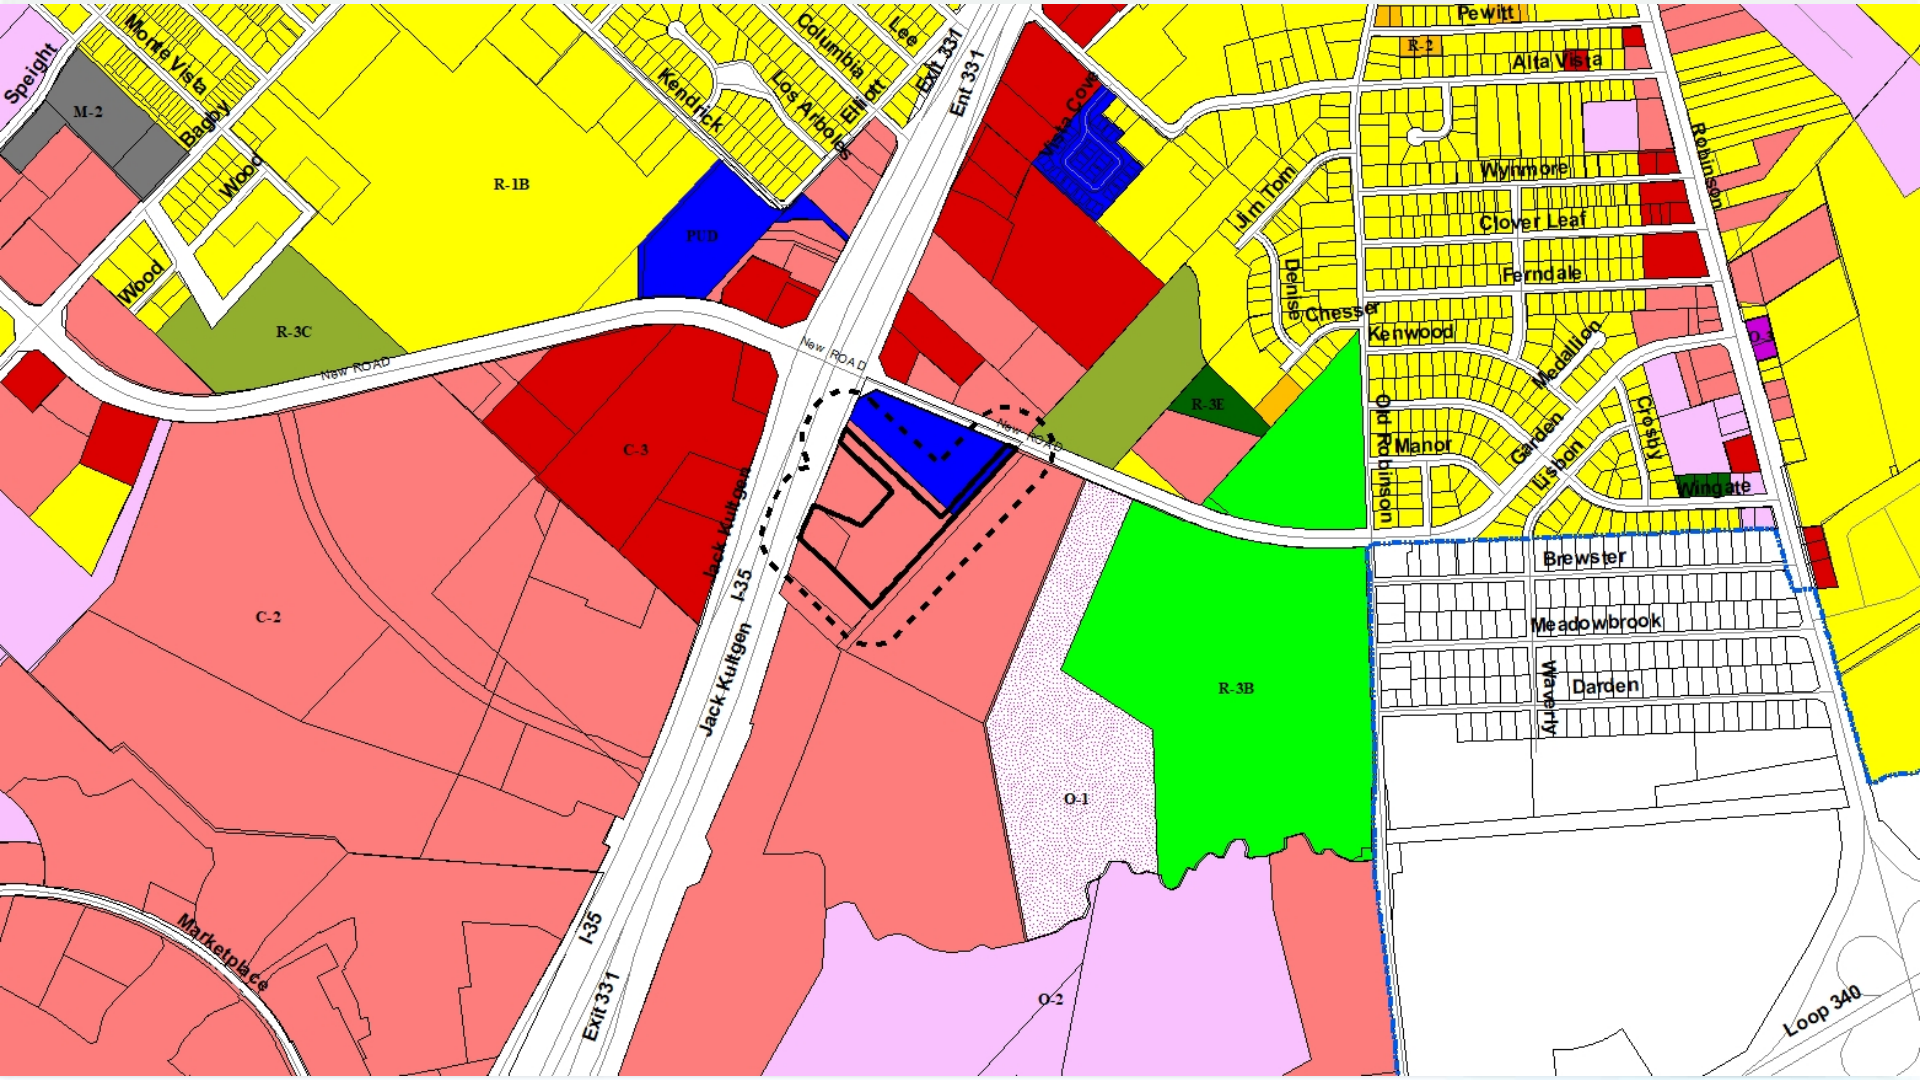 Speight
Monte Vista
Bagby
M-2
Wood
Wood
R-1B
R-3C
New ROAD
Kendrick
Los Arboles
Columbia
Lee
Elliott
Exit 331
Ent 331
Vista Cove
PUD
New ROAD
New ROAD
Pewitt
R-2
Alta Vista
Robinson
Wynmore
Jim Tom
Clover Leaf
Denise
Ferndale
Chesser
Kenwood
Medallion
O-3
R-3E
Old Robinson
Manor
Garden
Lisbon
Crosby
Wingate
C-3
Jack Kultgen
I-35
Jack Kultgen
C-2
Brewster
Meadowbrook
Waverly
Darden
R-3B
O-1
O-2
Marketplace
I-35
Exit 331
Loop 340